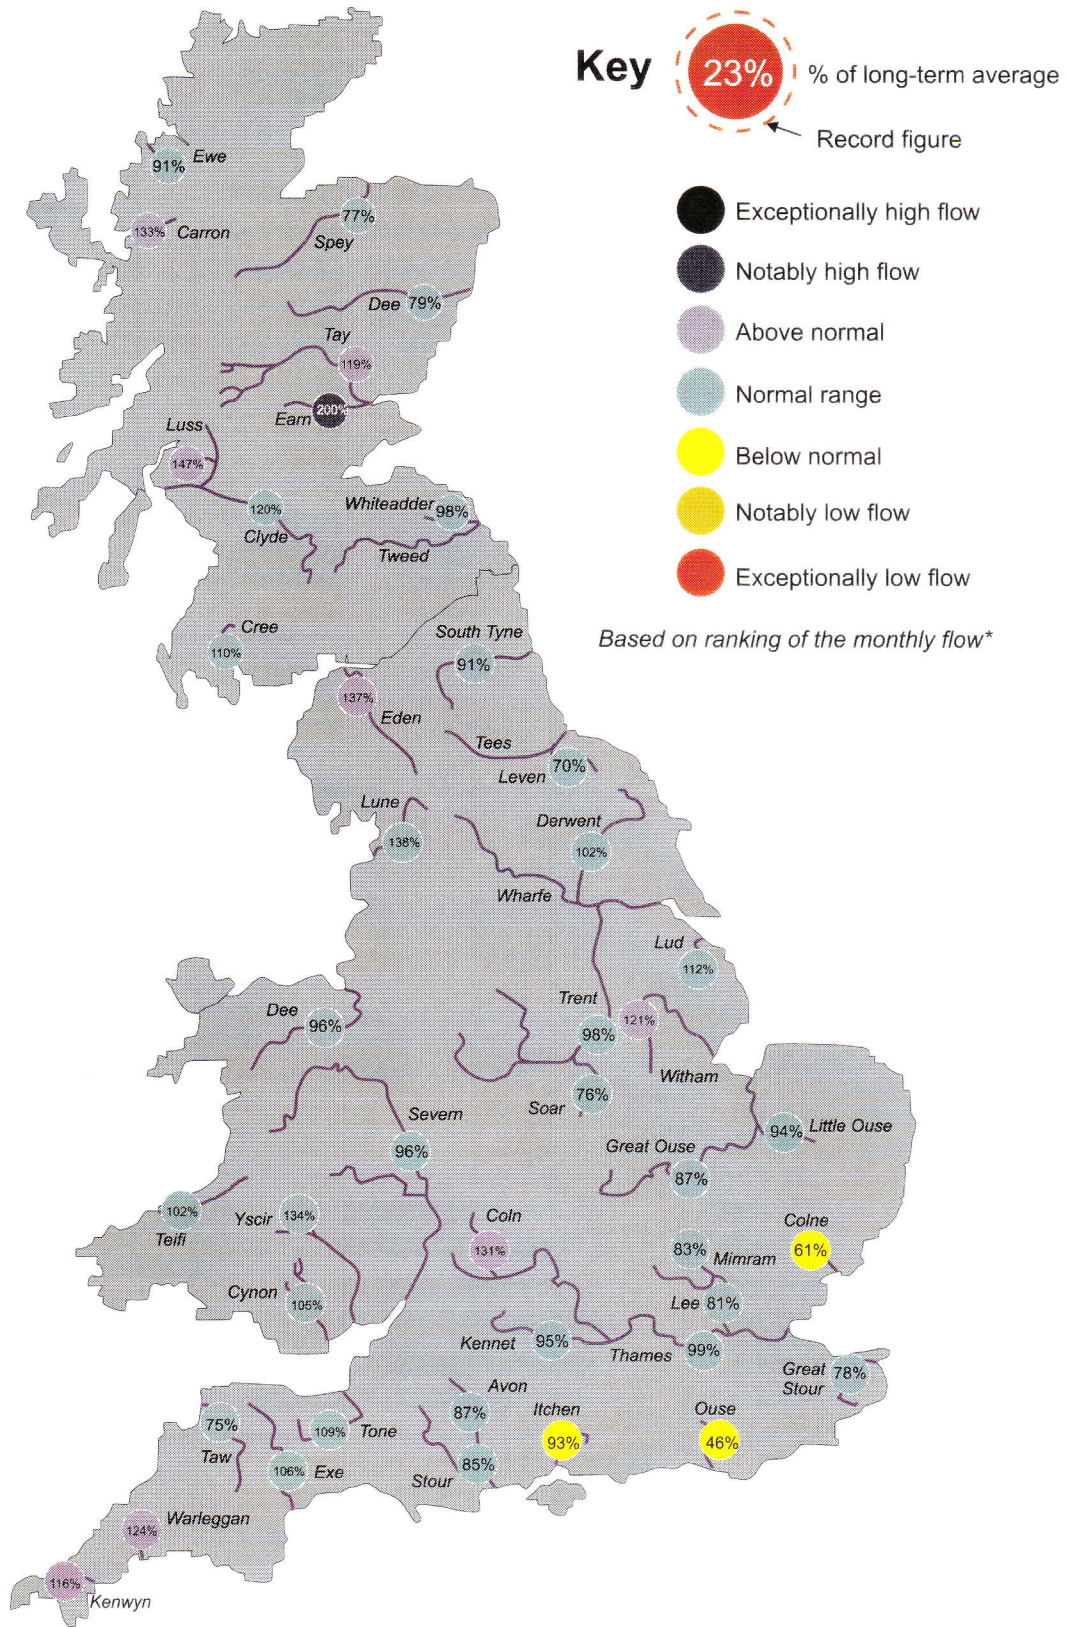 Key
23%
% of long-term average
Record figure
Exceptionally high flow
Notably high flow
Above normal
Normal range
Below normal
Notably low flow
Exceptionally low flow
Based on ranking of the monthly flow*
Ewe
91%
133%
Carron
77%
Spey
Dee
79%
Tay
119%
Earn
200%
Luss
147%
120%
Clyde
Whiteadder
98%
Tweed
Cree
110%
South Tyne
91%
137%
Eden
Tees
Leven
70%
Lune
138%
Derwent
102%
Wharfe
Lud
112%
Dee
96%
Trent
98%
121%
Witham
Soar
76%
Severn
96%
94%
Little Ouse
Great Ouse
87%
102%
Teifi
Yscir
134%
Coln
131%
83%
Mimram
Colne
61%
Cynon
105%
Lee
81%
Kennet
95%
Thames
99%
Great
Stour
78%
Avon
87%
Itchen
93%
Ouse
46%
75%
Taw
109%
Tone
106%
Exe
Stour
85%
124%
Warleggan
116%
Kenwyn